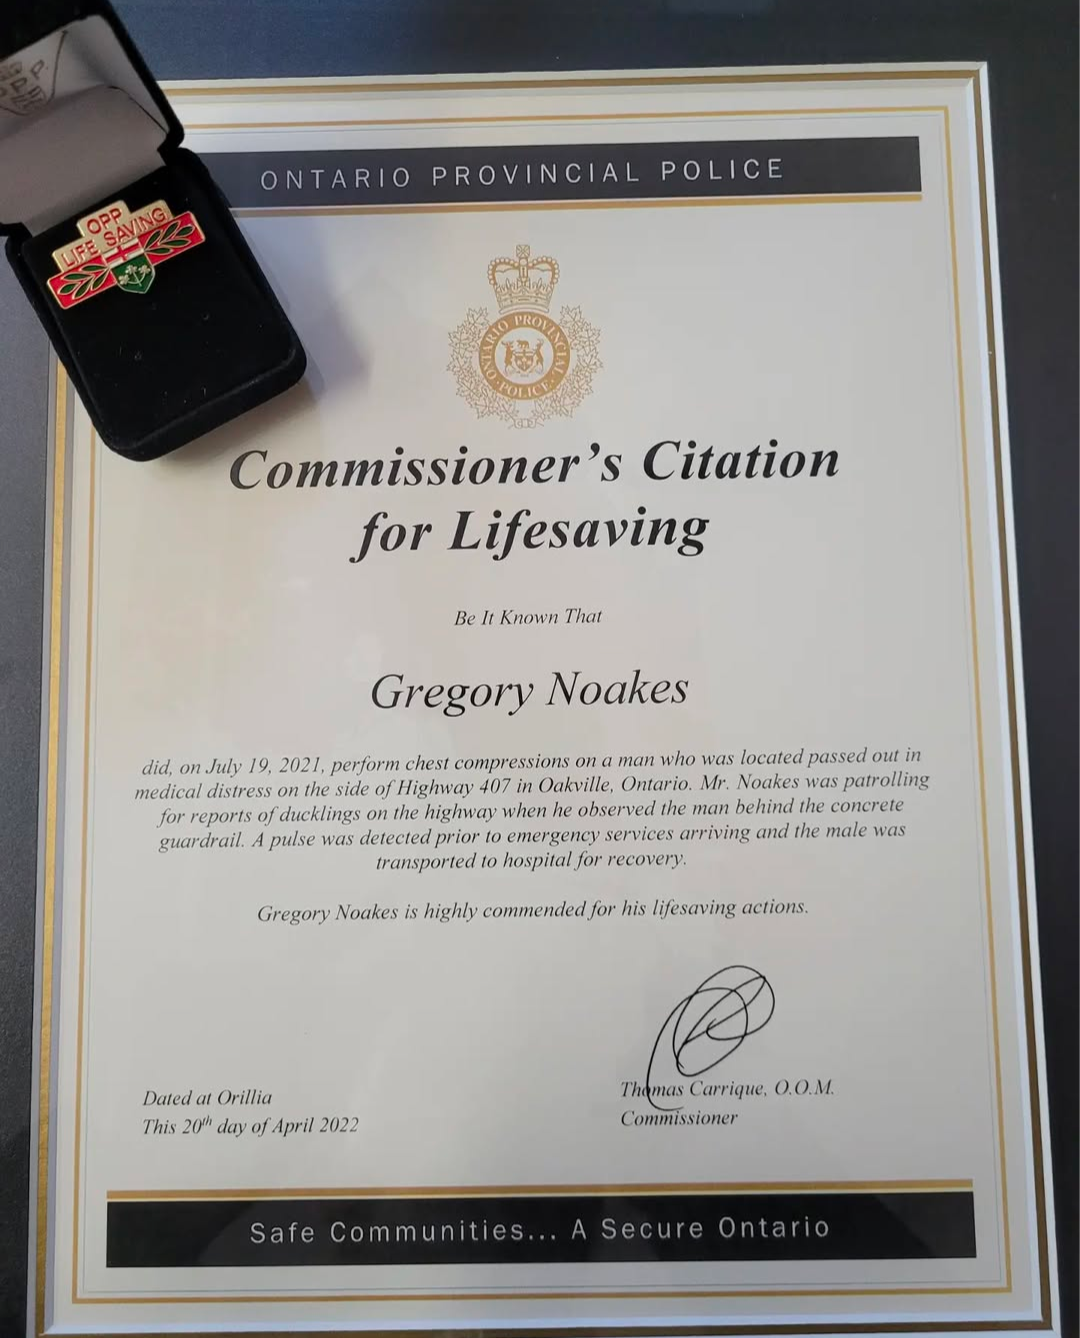 OPP
LIFE SAVING
ONTARIO PROVINCIAL POLICE
ONTARIO PROVINCIAL
POLICE
Commissioner's Citation
for Lifesaving
Be It Known That
Gregory Noakes
did, on July 19, 2021, perform chest compressions on a man who was located passed out in
medical distress on the side of Highway 407 in Oakville, Ontario. Mr. Noakes was patrolling
for reports of ducklings on the highway when he observed the man behind the concrete
guardrail. A pulse was detected prior to emergency services arriving and the male was
transported to hospital for recovery.
Gregory Noakes is highly commended for his lifesaving actions.
Dated at Orillia
This 20th day of April 2022
Thomas Carrique, O.O.M.
Commissioner
Safe Communities... A Secure Ontario